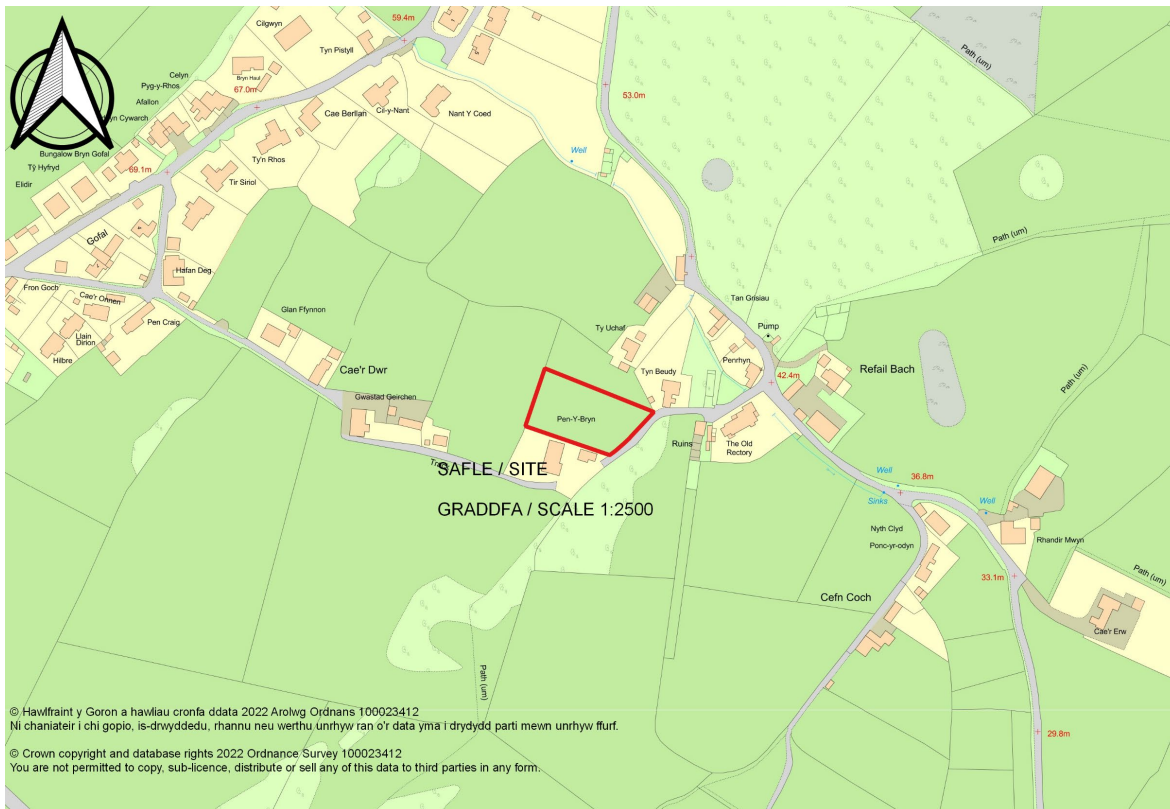 59.4m
Cilgwyn
Tyn Pistyll
Path (um)
Celyn
Pyg-y-Rhos
Bryn Haul
67.0m
53.0m
Afallon
Cae Berllan
Cil-y-Nant
Nant Y Coed
Bungalow Bryn Gofal
Ty'n Rhos
Well
Tŷ Hyfryd
69.1m
Elidir
Tir Siriol
Path (um)
Gofal
Hafan Deg
Fron Goch
Cae'r Onnen
Tan Grisiau
Glan Ffynnon
Pen Craig
Llain
Dirion
Hilbre
Ty Uchaf
Pump
Penrhyn
Refail Bach
Cae'r Dwr
Tyn Beudy
42.4m
Path (um)
Gwastad Geirchen
Pen-Y-Bryn
Ruins
The Old
Rectory
SAFLE / SITE
GRADDFA / SCALE 1:2500
Well
36.8m
Sinks
Well
Nyth Clyd
Ponc-yr-odyn
Rhandir Mwyn
33.1m
Path (um)
Cefn Coch
Cae'r Erw
Path (um)
29.8m
© Hawlfraint y Goron a hawliau cronfa ddata 2022 Arolwg Ordnans 100023412
Ni chaniateir i chi gopio, is-drwyddedu, rhannu neu werthu unrhyw ran o'r data yma i drydydd parti mewn unrhyw ffurf.
© Crown copyright and database rights 2022 Ordnance Survey 100023412
You are not permitted to copy, sub-licence, distribute or sell any of this data to third parties in any form.